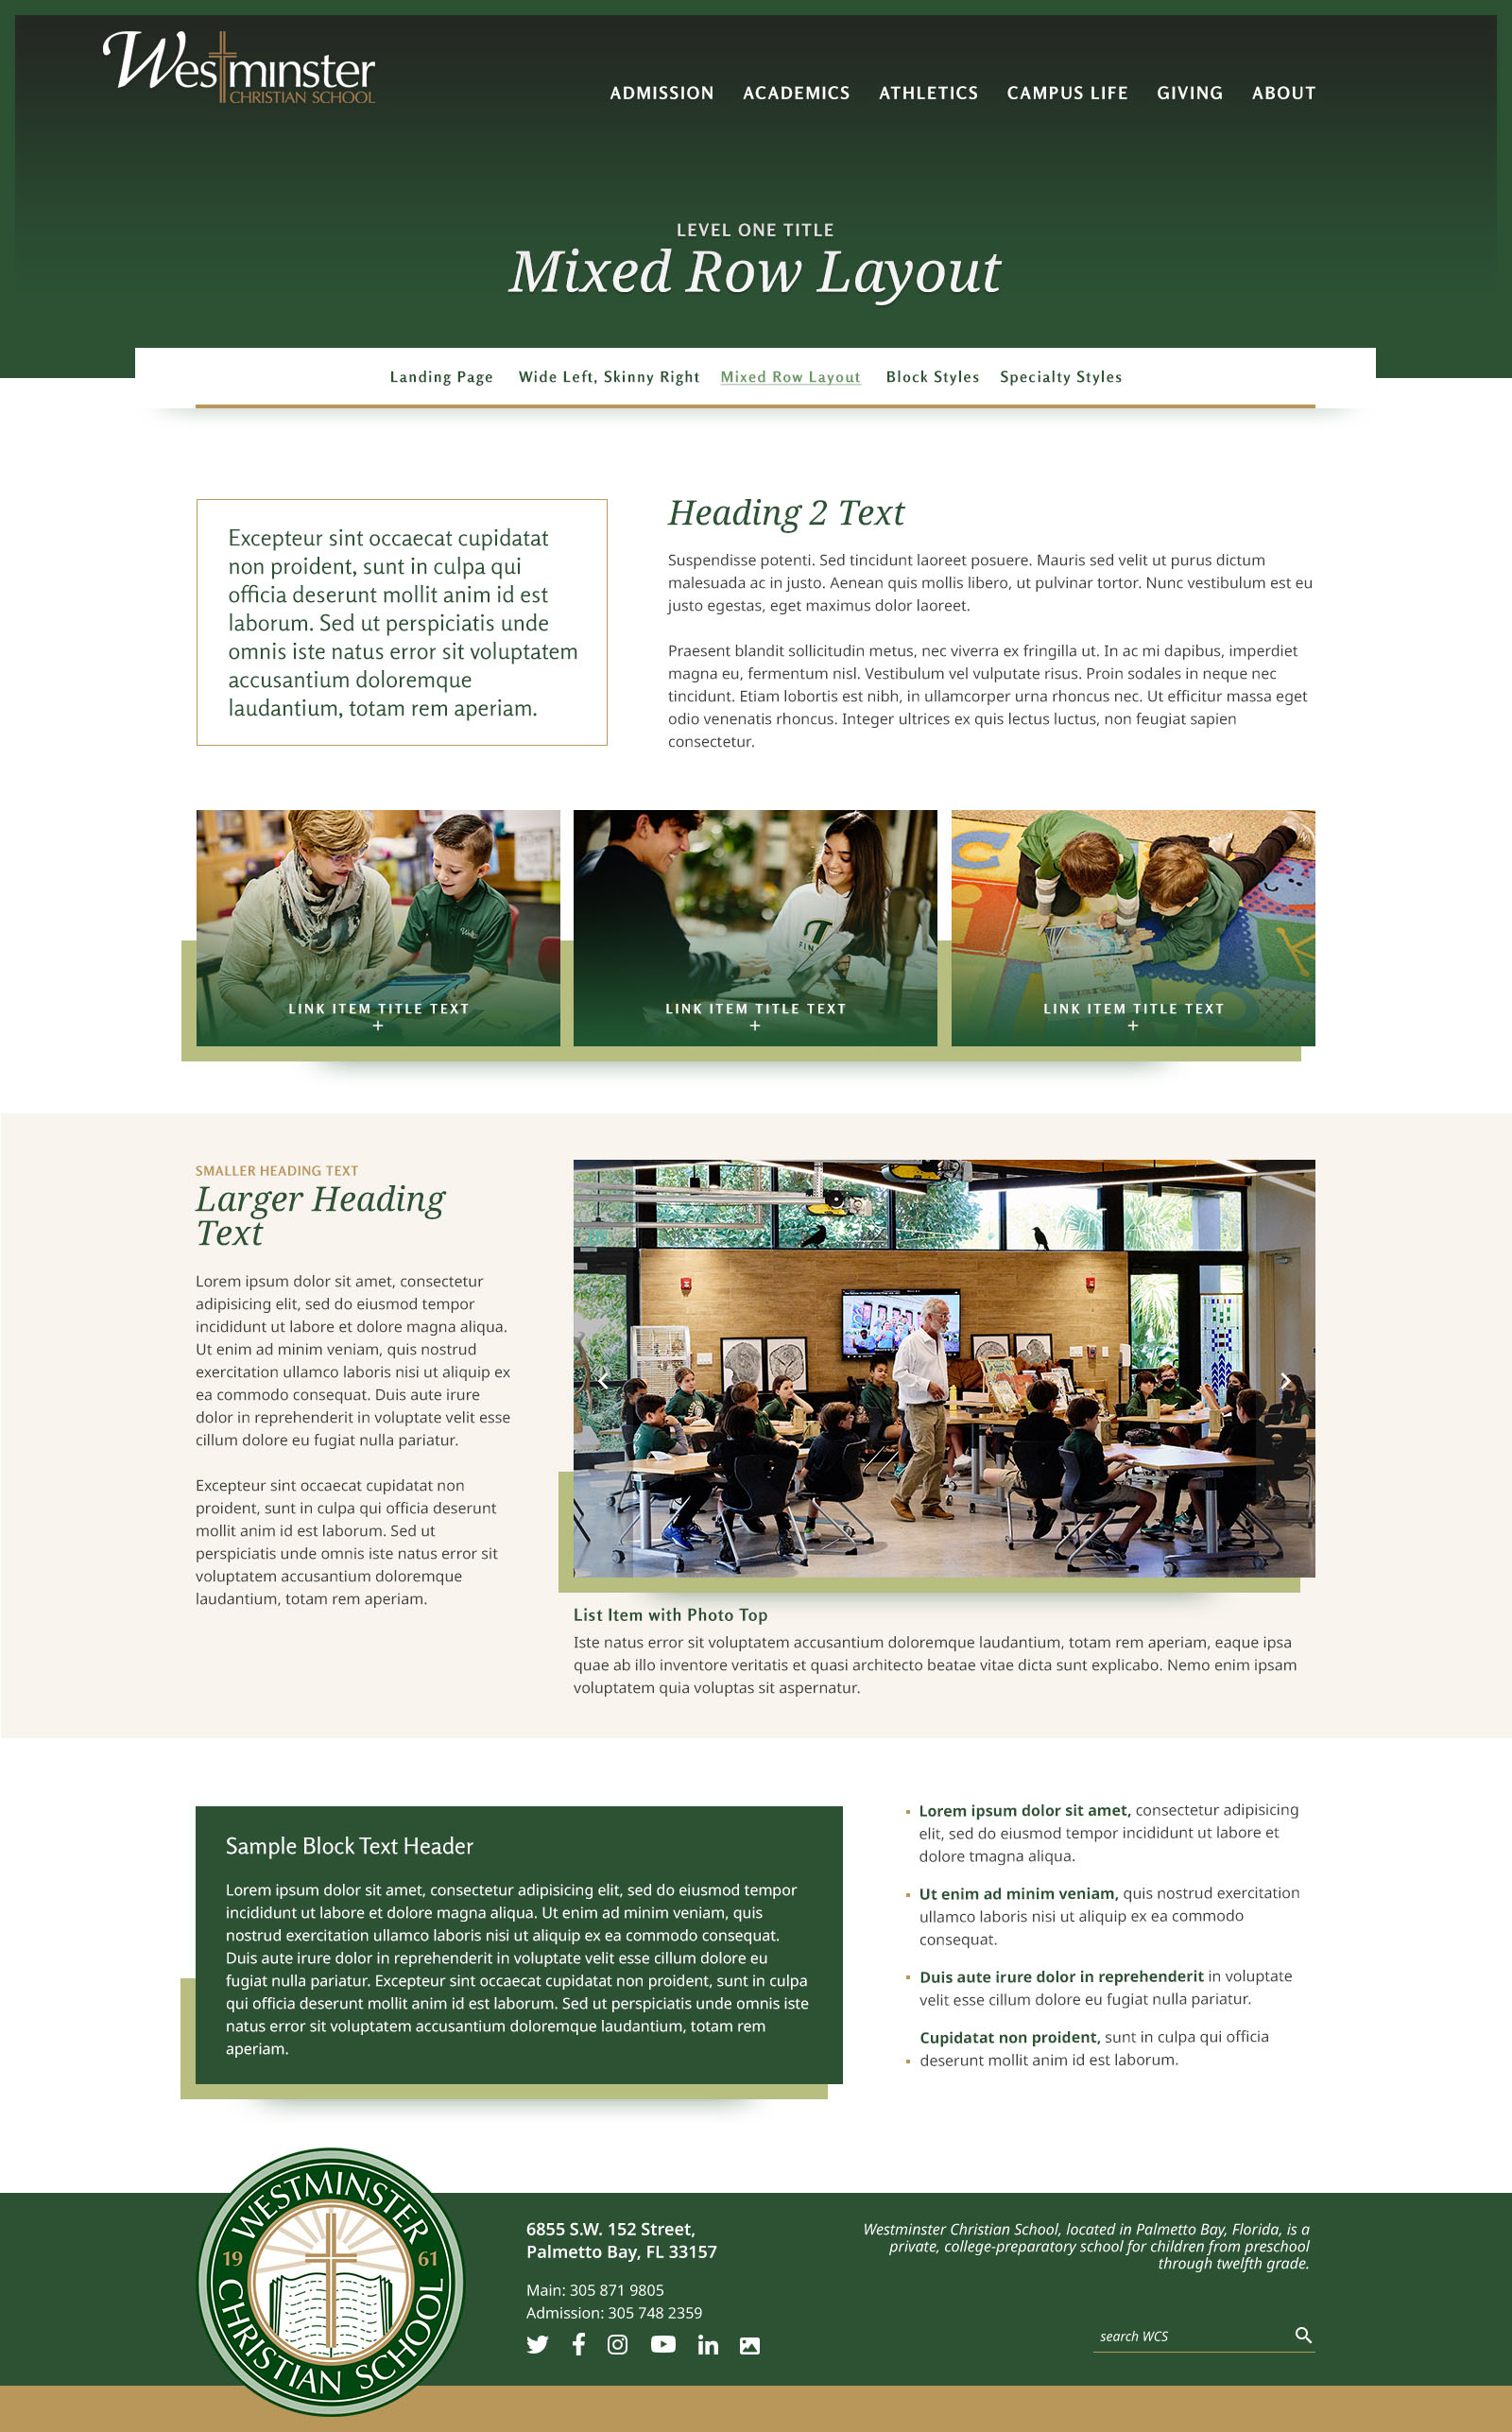 Westminster
CHRISTIAN SCHOOL
ADMISSION ACADEMICS ATHLETICS CAMPUS LIFE GIVING ABOUT
LEVEL ONE TITLE
Mixed Row Layout
Landing Page Wide Left, Skinny Right Mixed Row Layout Block Styles Specialty Styles
Excepteur sint occaecat cupidatat
non proident, sunt in culpa qui
officia deserunt mollit anim id est
laborum. Sed ut perspiciatis unde
omnis iste natus error sit voluptatem
accusantium doloremque
laudantium, totam rem aperiam.
Heading 2 Text
Suspendisse potenti. Sed tincidunt laoreet posuere. Mauris sed velit ut purus dictum
malesuada ac in justo. Aenean quis mollis libero, ut pulvinar tortor. Nunc vestibulum est eu
justo egestas, eget maximus dolor laoreet.
Praesent blandit sollicitudin metus, nec viverra ex fringilla ut. In ac mi dapibus, imperdiet
magna eu, fermentum nisl. Vestibulum vel vulputate risus. Proin sodales in neque nec
tincidunt. Etiam lobortis est nibh, in ullamcorper urna rhoncus nec. Ut efficitur massa eget
odio venenatis rhoncus. Integer ultrices ex quis lectus luctus, non feugiat sapien
consectetur.
LINK ITEM TITLE TEXT
+
LINK ITEM TITLE TEXT
+
LINK ITEM TITLE TEXT
+
SMALLER HEADING TEXT
Larger Heading
Text
Lorem ipsum dolor sit amet, consectetur
adipisicing elit, sed do eiusmod tempor
incididunt ut labore et dolore magna aliqua.
Ut enim ad minim veniam, quis nostrud
exercitation ullamco laboris nisi ut aliquip ex
ea commodo consequat. Duis aute irure
dolor in reprehenderit in voluptate velit esse
cillum dolore eu fugiat nulla pariatur.
Excepteur sint occaecat cupidatat non
proident, sunt in culpa qui officia deserunt
mollit anim id est laborum. Sed ut
perspiciatis unde omnis iste natus error sit
voluptatem accusantium doloremque
laudantium, totam rem aperiam.
List Item with Photo Top
Iste natus error sit voluptatem accusantium doloremque laudantium, totam rem aperiam, eaque ipsa
quae ab illo inventore veritatis et quasi architecto beatae vitae dicta sunt explicabo. Nemo enim ipsam
voluptatem quia voluptas sit aspernatur.
Sample Block Text Header
Lorem ipsum dolor sit amet, consectetur adipisicing elit, sed do eiusmod tempor
incididunt ut labore et dolore magna aliqua. Ut enim ad minim veniam, quis
nostrud exercitation ullamco laboris nisi ut aliquip ex ea commodo consequat.
Duis aute irure dolor in reprehenderit in voluptate velit esse cillum dolore eu
fugiat nulla pariatur. Excepteur sint occaecat cupidatat non proident, sunt in culpa
qui officia deserunt mollit anim id est laborum. Sed ut perspiciatis unde omnis iste
natus error sit voluptatem accusantium doloremque laudantium, totam rem
aperiam.
Lorem ipsum dolor sit amet, consectetur adipisicing
elit, sed do eiusmod tempor incididunt ut labore et
dolore tmagna aliqua.
Ut enim ad minim veniam, quis nostrud exercitation
ullamco laboris nisi ut aliquip ex ea commodo
consequat.
Duis aute irure dolor in reprehenderit in voluptate
velit esse cillum dolore eu fugiat nulla pariatur.
Cupidatat non proident, sunt in culpa qui officia
deserunt mollit anim id est laborum.
WESTMINSTER
19 61
CHRISTIAN SCHOOL
6855 S.W. 152 Street,
Palmetto Bay, FL 33157
Main: 305 871 9805
Admission: 305 748 2359
Westminster Christian School, located in Palmetto Bay, Florida, is a
private, college-preparatory school for children from preschool
through twelfth grade.
search WCS